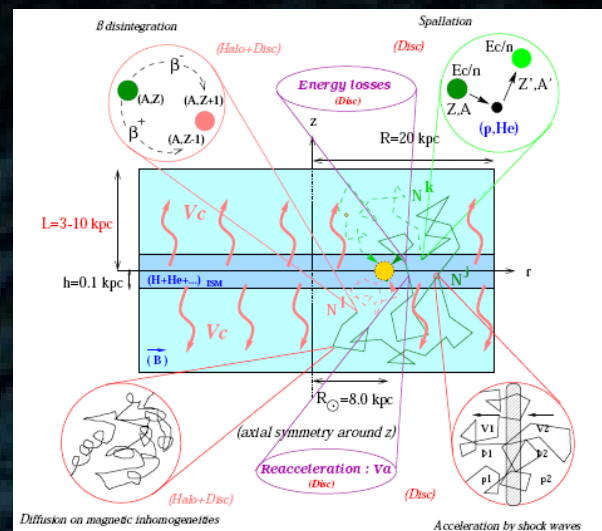 β disintegration
Spallation
(Halo+Disc)
(Disc)
β-
(A,Z)
(A,Z+1)
β+
(A,Z-1)
Energy losses
(Disc)
Ec/n
Ec/n
Z',A'
Z,A
(p,He)
z
R=20 kpc
L=3-10 kpc
Vc
N k
h=0.1 kpc
(H+He+...) ISM
N j
r
Vc
N i
(B)
R⊙=8.0 kpc
(axial symmetry around z)
V1
V2
p1
p2
Reacceleration : Va
(Disc)
(Halo+Disc)
(Disc)
Diffusion on magnetic inhomogeneities
Acceleration by shock waves